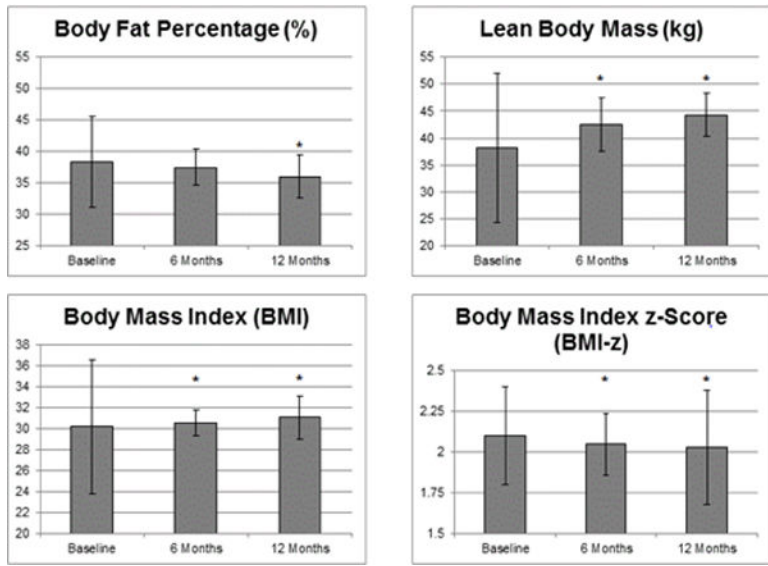 Body Fat Percentage (%)
55
50
45
40
35
30
25
*
Baseline
6 Months
12 Months
Lean Body Mass (kg)
55
50
45
40
35
30
25
20
*
*
Baseline
6 Months
12 Months
Body Mass Index (BMI)
38
36
34
32
30
28
26
24
22
20
*
*
Baseline
6 Months
12 Months
Body Mass Index z-Score
(BMI-z)
2.5
2.25
2
1.75
1.5
*
*
Baseline
6 Months
12 Months